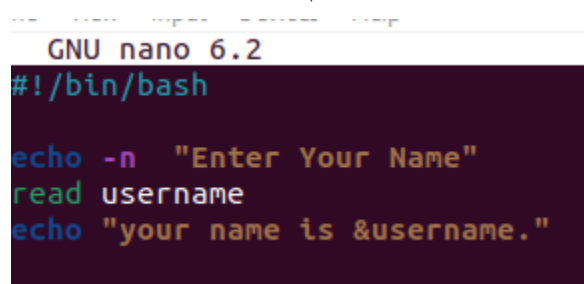 GNU nano 6.2
#!/bin/bash
echo -n  "Enter Your Name"
read username
echo "your name is &username."